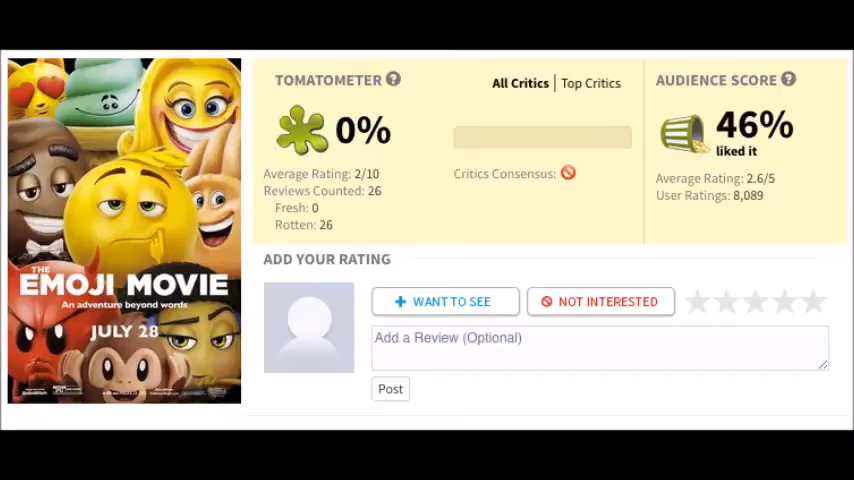 THE
EMOJI MOVIE
An adventure beyond words
JULY 28
TOMATOMETER ?
All Critics | Top Critics
0%
Average Rating: 2/10
Reviews Counted: 26
Fresh: 0
Rotten: 26
Critics Consensus:
AUDIENCE SCORE ?
46%
liked it
Average Rating: 2.6/5
User Ratings: 8,089
ADD YOUR RATING
+ WANT TO SEE
NOT INTERESTED
Add a Review (Optional)
Post